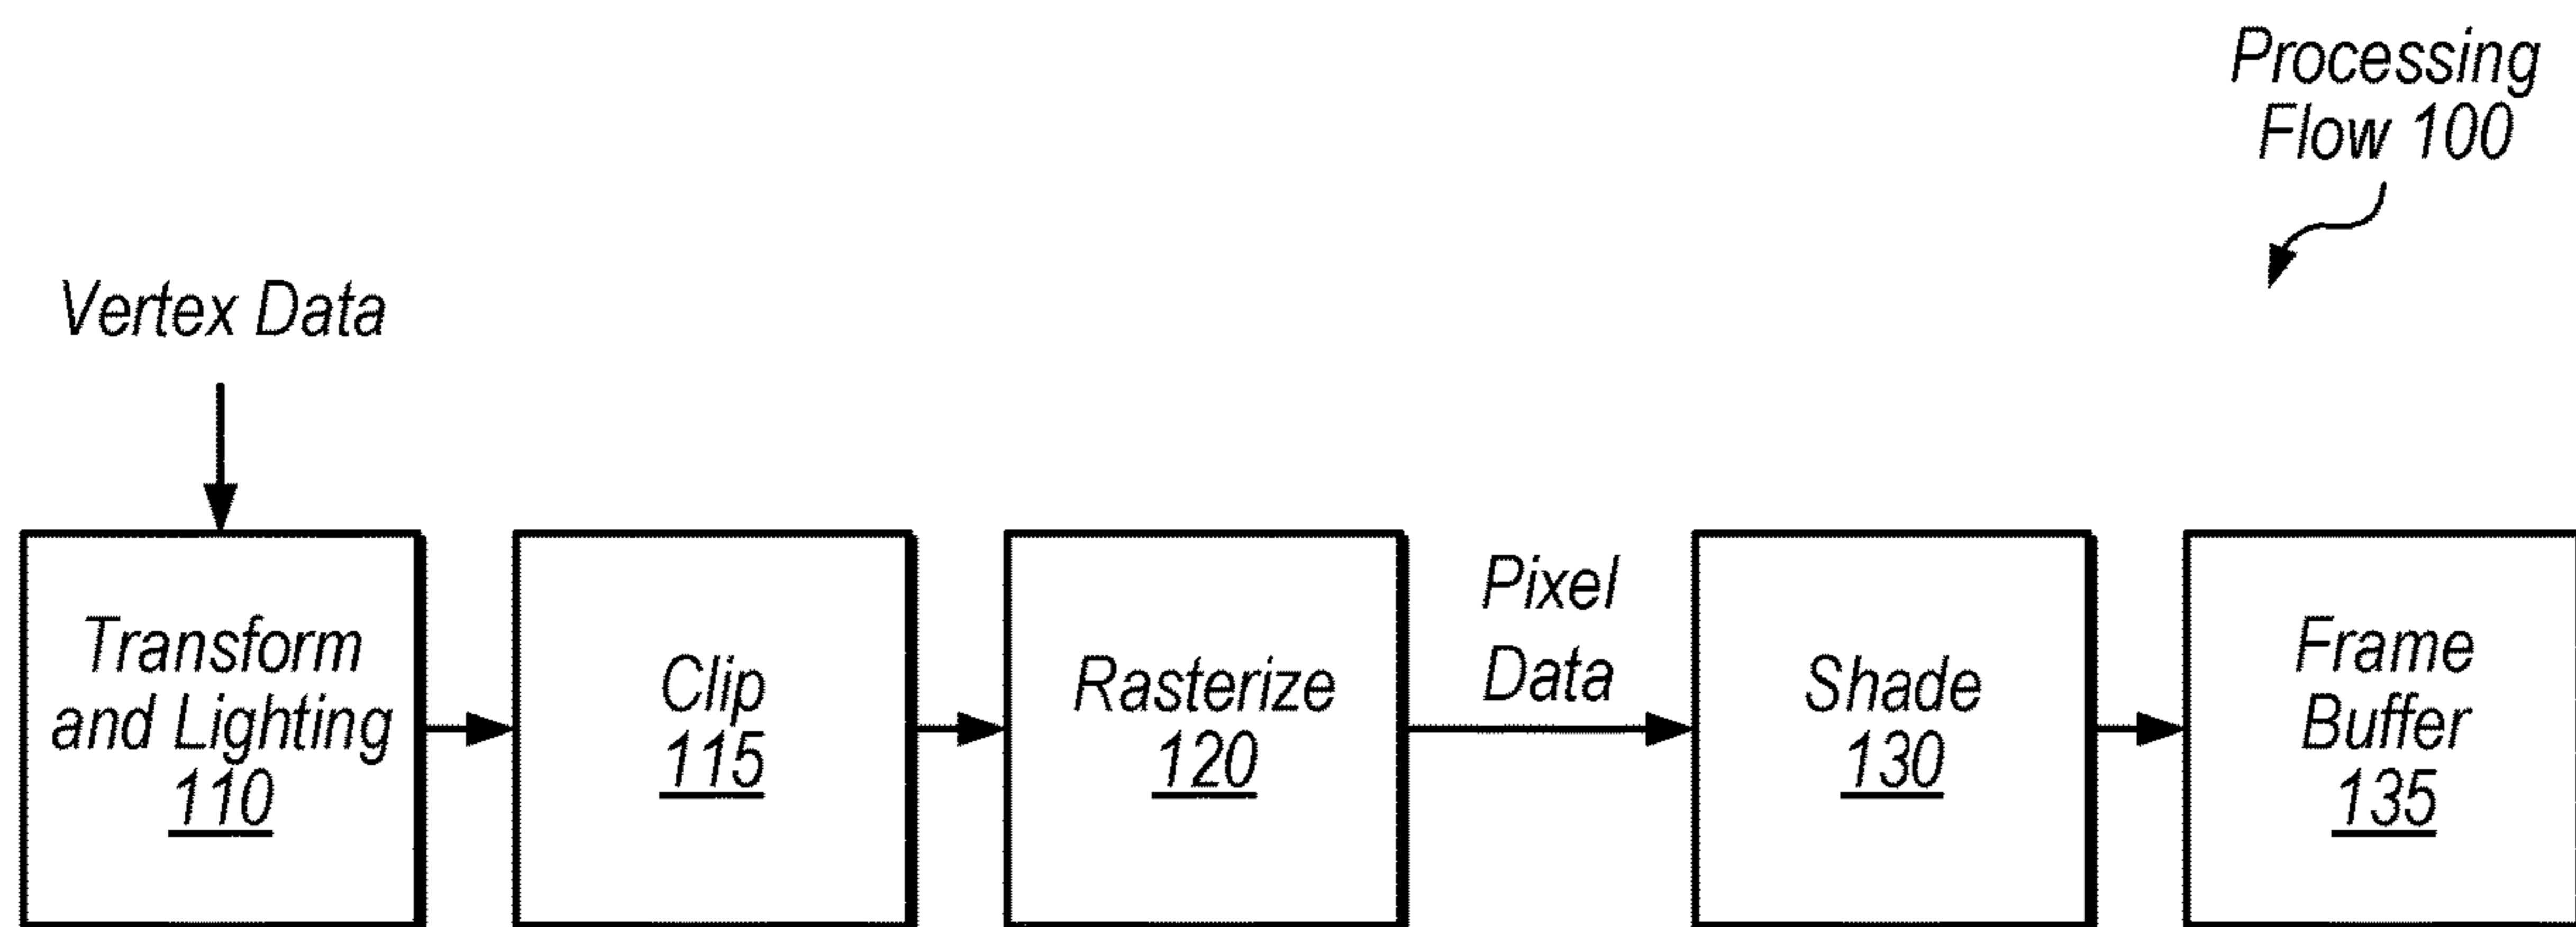 Processing
Flow 100
Vertex Data
Transform
and Lighting
110
Clip
115
Rasterize
120
Pixel
Data
Shade
130
Frame
Buffer
135